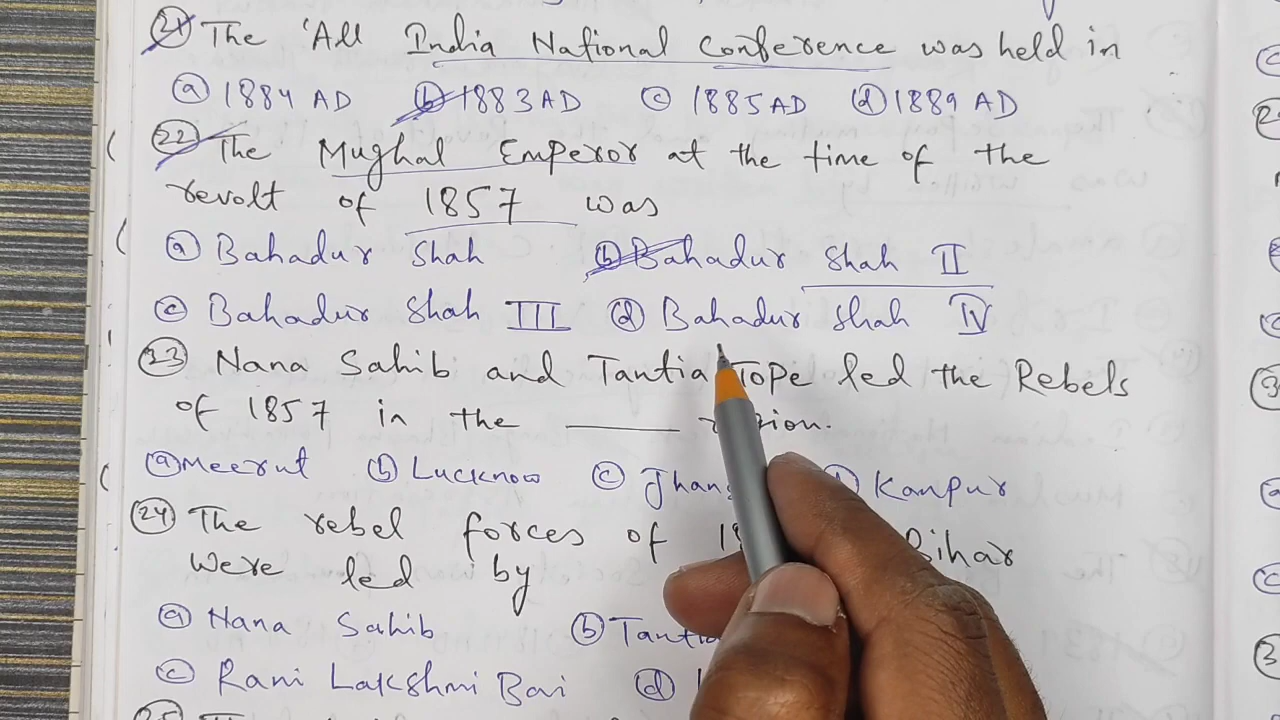 21 The 'All India National Conference was held in
a 1884 AD b 1883 AD c 1885 AD d 1889 AD
22 The Mughal Emperor at the time of the
revolt of 1857 was
a Bahadur Shah b Bahadur Shah II
c Bahadur Shah III d Bahadur Shah IV
23 Nana Sahib and Tantia Tope led the Rebels
of 1857 in the ______
a Meerut b Lucknow c d Kanpur
24 The rebel forces of Bihar
were led by
a Nana Sahib b
c Rani Lakshmi Bai d